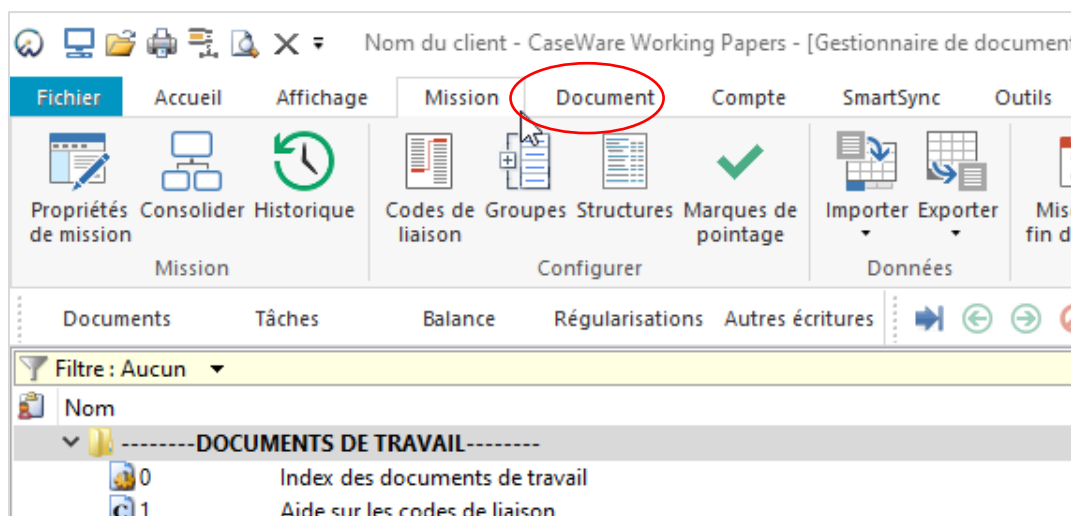 Nom du client - CaseWare Working Papers - [Gestionnaire de document
Fichier Accueil Affichage Mission Document Compte SmartSync Outils
Propriétés de mission Consolider Historique Codes de liaison Groupes Structures Marques de pointage Importer Exporter
fin d
Mission Configurer Données
Documents Tâches Balance Régularisations Autres écritures
Filtre : Aucun
Nom
--------DOCUMENTS DE TRAVAIL--------
0 Index des documents de travail
1 Aide sur les codes de liaison